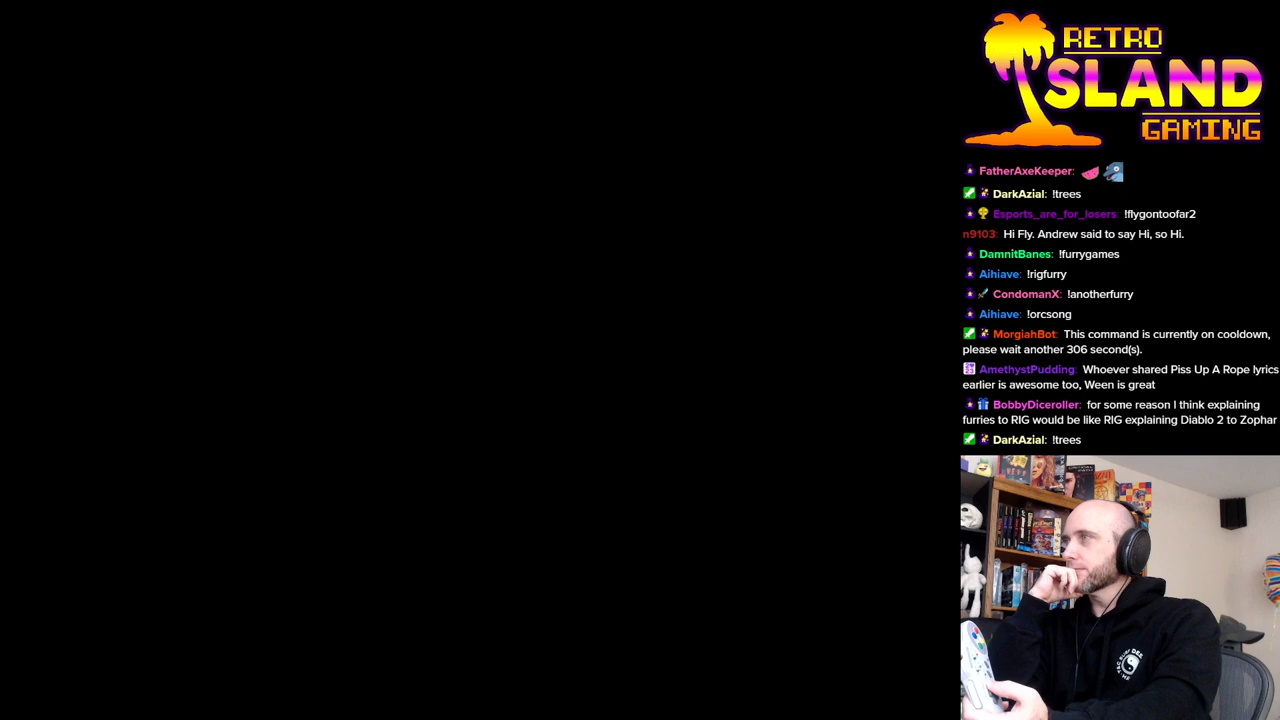 RETRO
ISLAND
GAMING
FatherAxeKeeper:
DarkAzial: !trees
Esports_are_for_losers: !flygontoofar2
n9103: Hi Fly. Andrew said to say Hi, so Hi.
DamnitBanes: !furrygames
Aihiave: !rigfurry
CondomanX: !anotherfurry
Aihiave: !orcsong
MorgiahBot: This command is currently on cooldown,
please wait another 306 second(s).
AmethystPudding: Whoever shared Piss Up A Rope lyrics
earlier is awesome too, Ween is great
BobbyDiceroller: for some reason I think explaining
furries to RIG would be like RIG explaining Diablo 2 to Zophar
DarkAzial: !trees